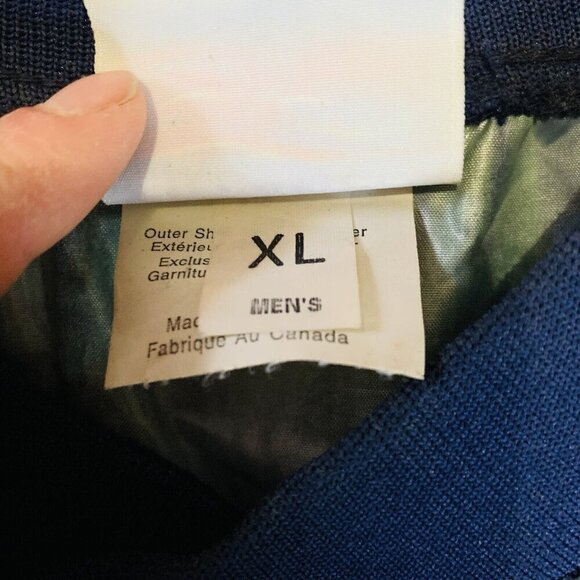 Outer Sh er
Extérieu
Exclus
Garnitu
XL
MEN'S
Mad
Fabrique Au Canada